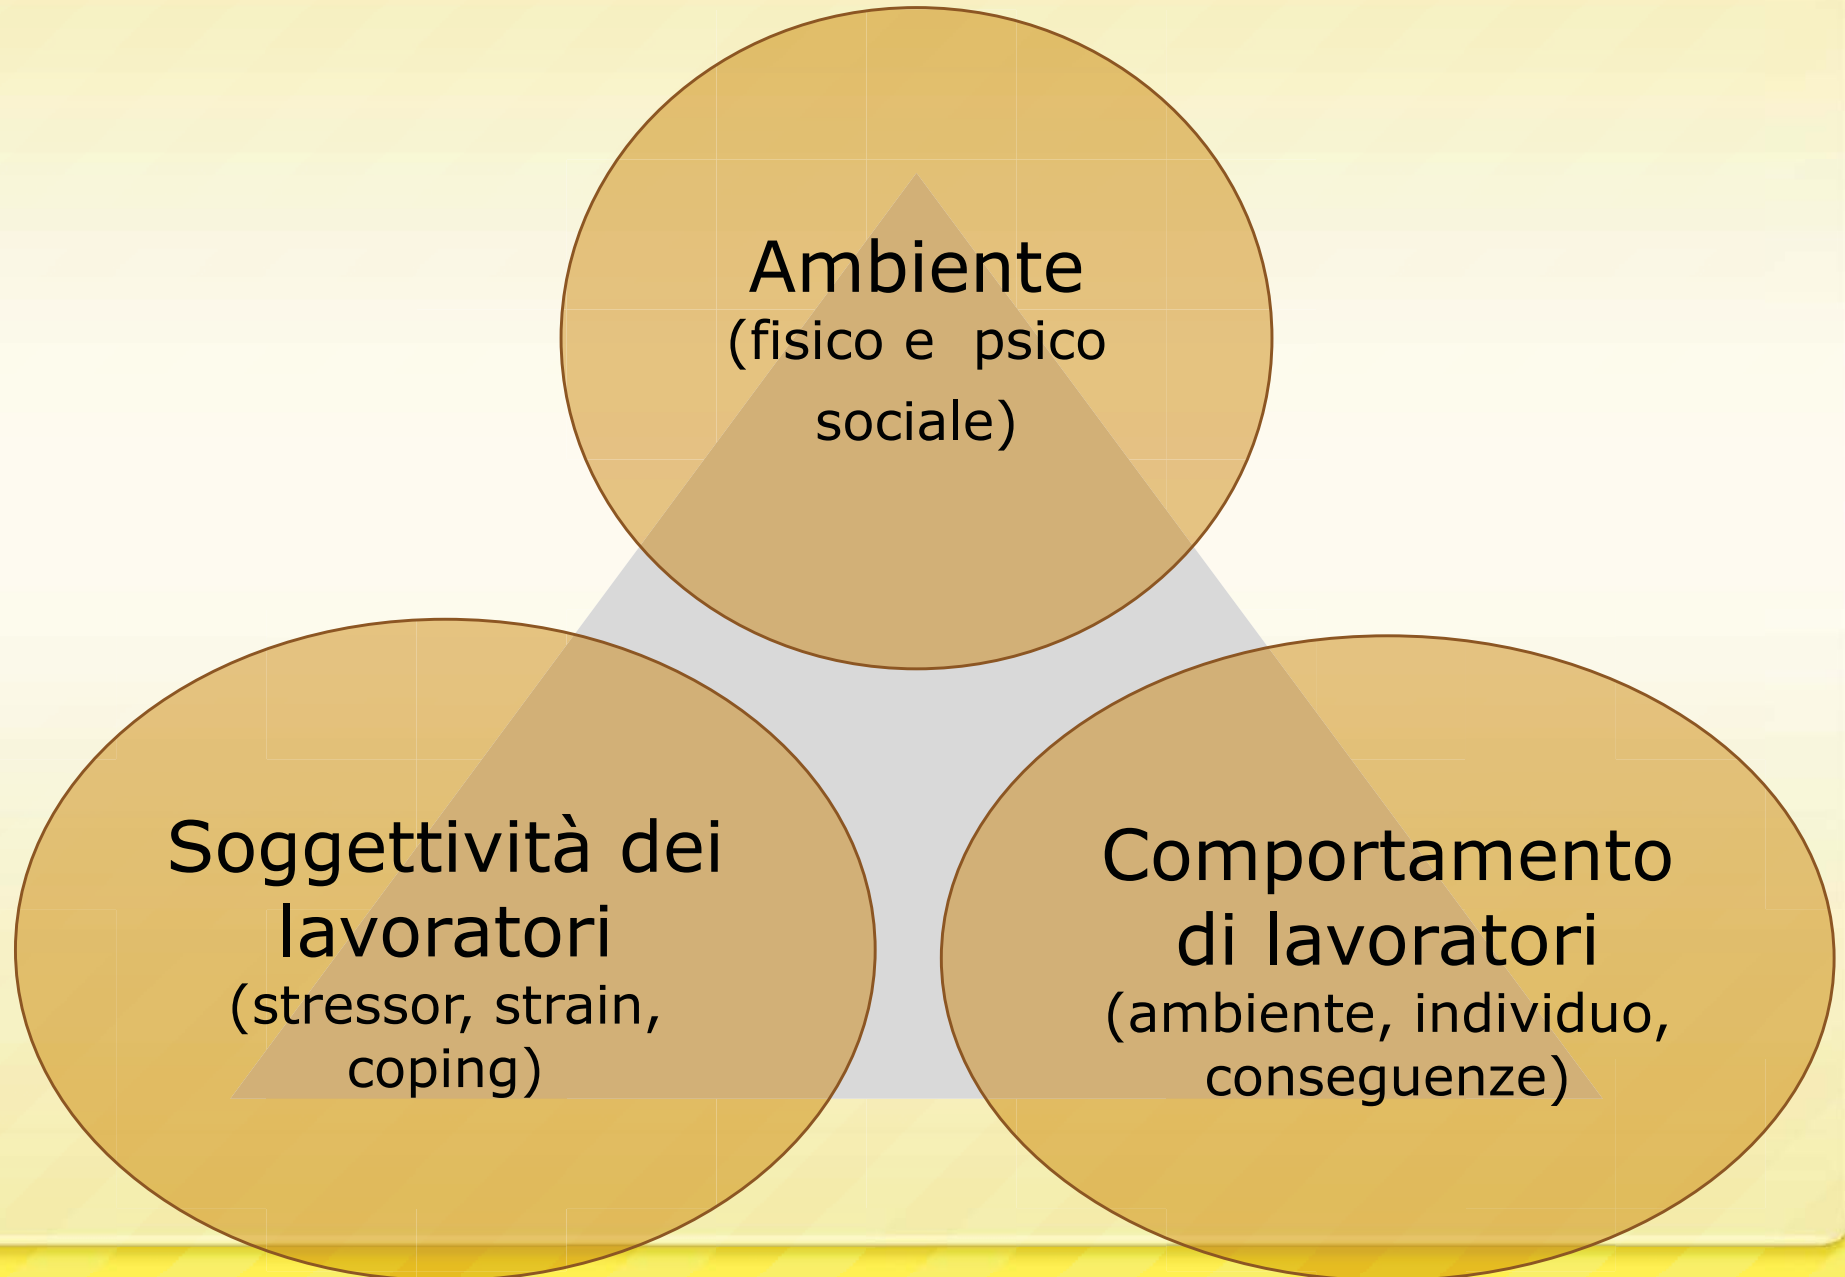 Ambiente
(fisico e  psico
sociale)
Soggettività dei
lavoratori
(stressor, strain,
coping)
Comportamento
di lavoratori
(ambiente, individuo,
conseguenze)